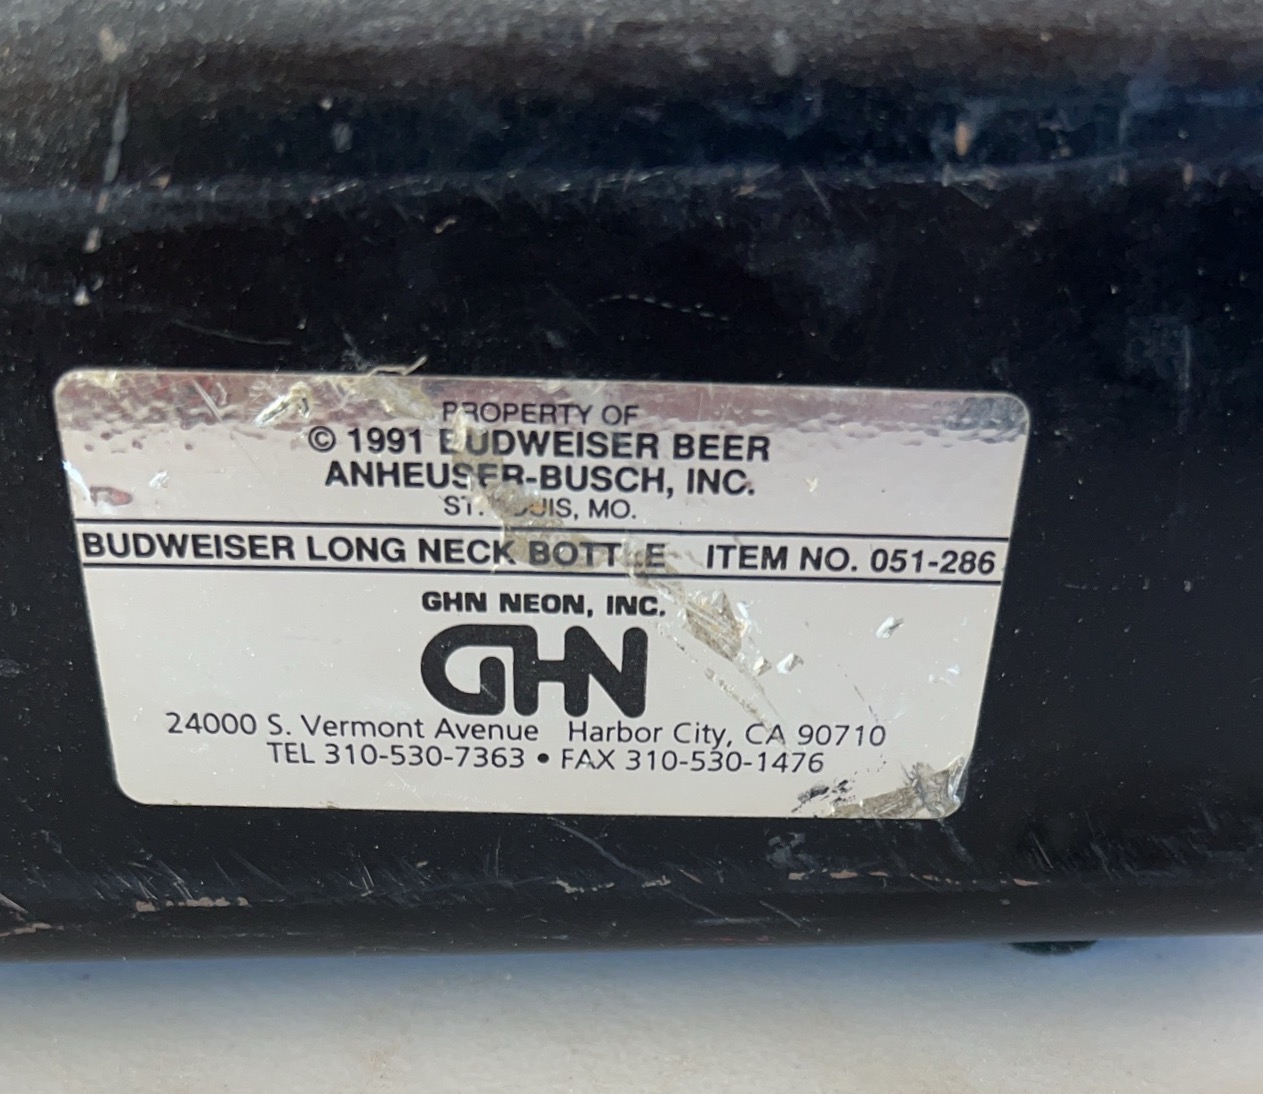 PROPERTY OF
© 1991 BUDWEISER BEER
ANHEUSER-BUSCH, INC.
ST. LOUIS, MO.
BUDWEISER LONG NECK BOTTLE ITEM NO. 051-286
GHN NEON, INC.
GHN
24000 S. Vermont Avenue Harbor City, CA 90710
TEL 310-530-7363 • FAX 310-530-1476